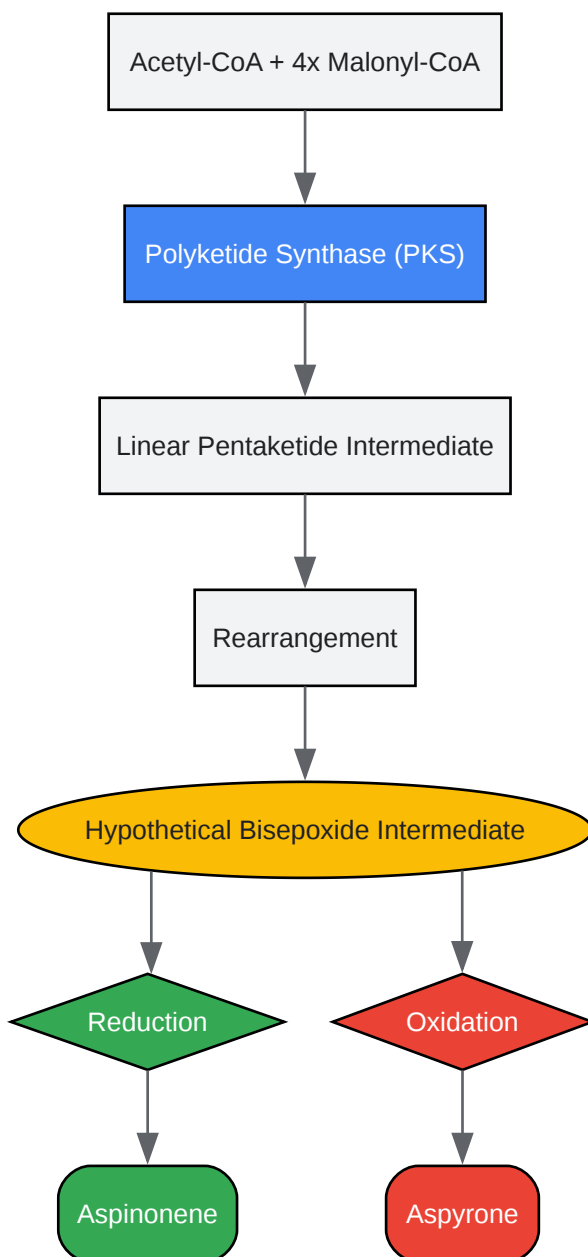 Acetyl-CoA + 4x Malonyl-CoA
Polyketide Synthase (PKS)
Linear Pentaketide Intermediate
Rearrangement
Hypothetical Bisepoxide Intermediate
Reduction
Oxidation
Aspinonene
Aspyrone